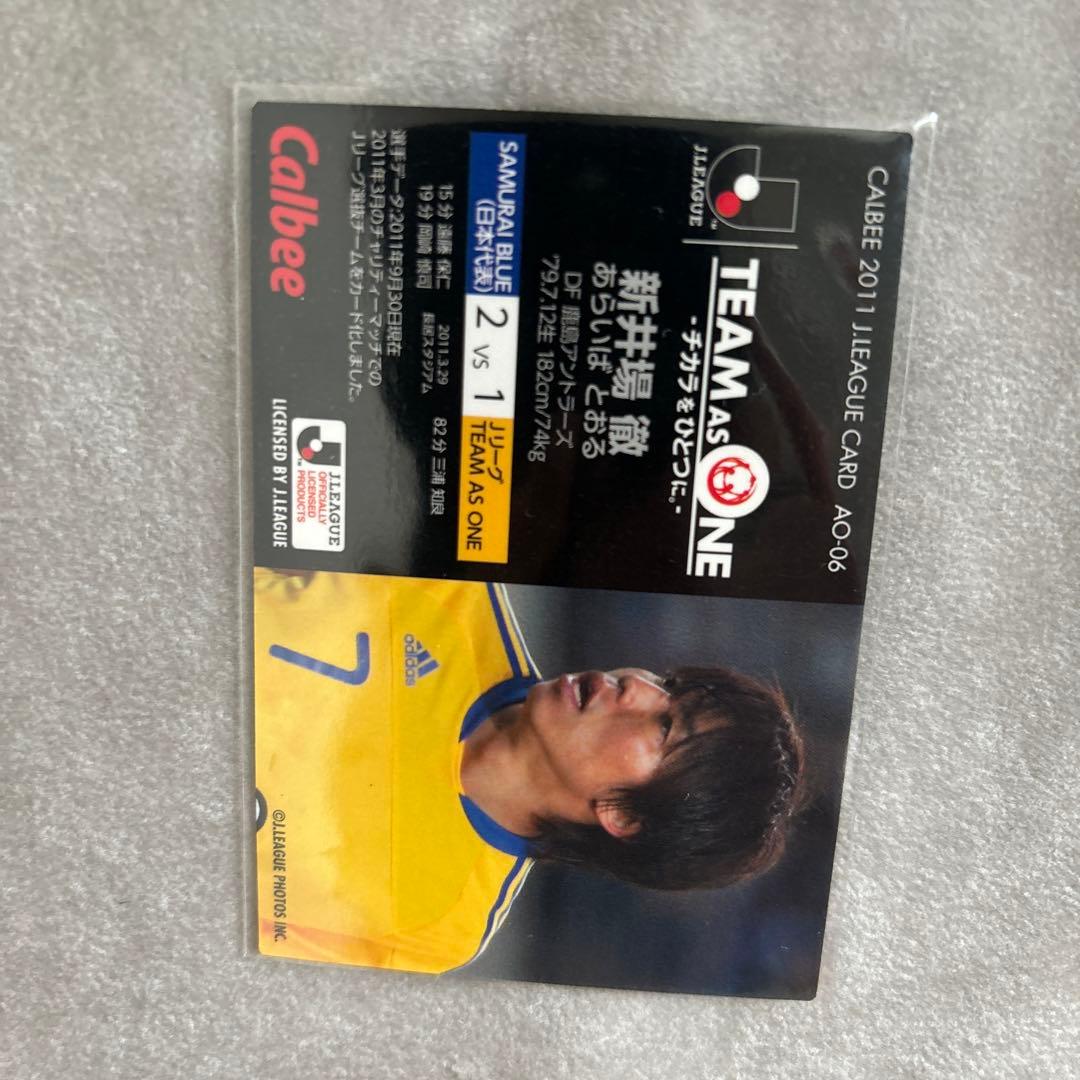 CALBEE 2011 J.LEAGUE CARD AO-06
J.LEAGUE
TM
TEAM AS ONE
-チカラをひとつに。-
新井場 徹
あらいば とおる
DF 鹿島アントラーズ
'79.7.12生 182cm/74kg
SAMURAI BLUE
(日本代表)
2 VS 1
Jリーグ
TEAM AS ONE
15分 遠藤 保仁
19分 岡崎 慎司
2011.3.29
長居スタジアム
82分 三浦 知良
選手データ:2011年9月30日現在
2011年3月のチャリティーマッチでの
Jリーグ選抜チームをカード化しました。
Calbee
J.LEAGUE
OFFICIALLY
LICENSED
PRODUCTS
LICENSED BY J.LEAGUE
adidas
7
©J.LEAGUE PHOTOS INC.